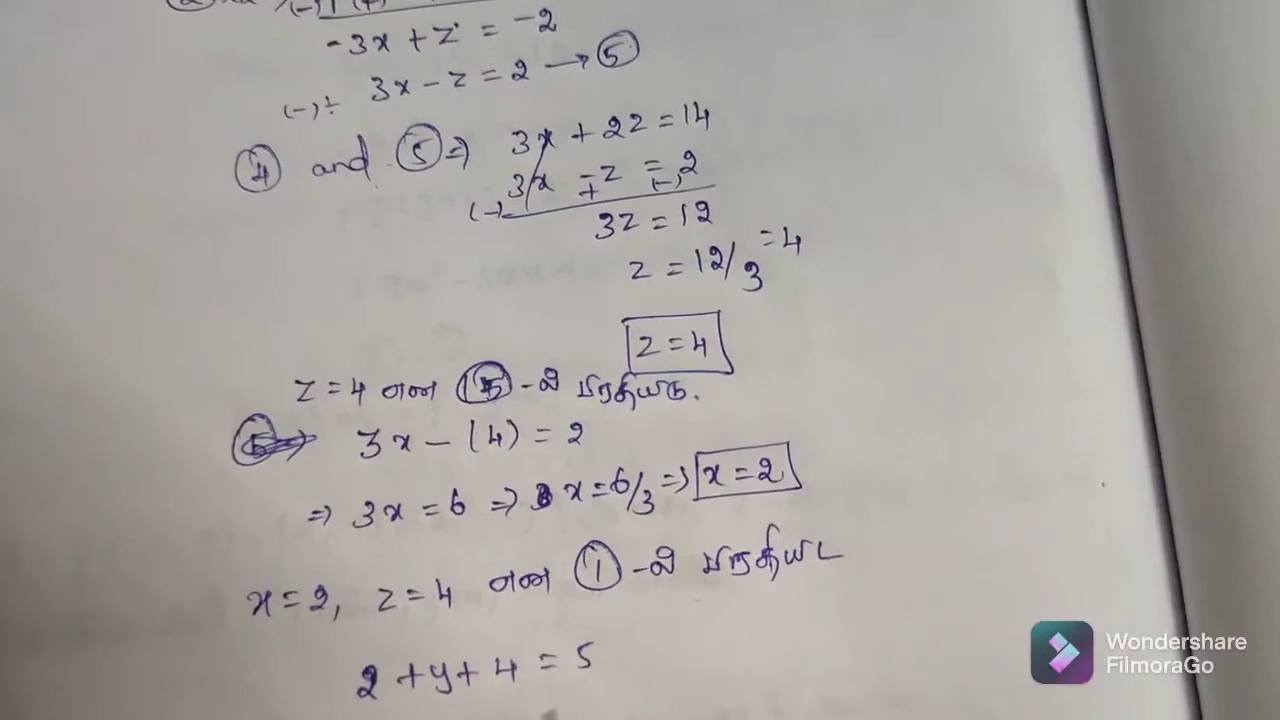 -3x + z = -2
(-) ÷ 3x - z = 2 → ⑤
④ and ⑤ ⇒ 3x + 2z = 14
3x - z = 2
(-) + (-)
3z = 12
z = 12/3 = 4
z = 4
z = 4 என ⑤ -ல் பிரதியிடு.
3x - (4) = 2
⇒ 3x = 6 ⇒ x = 6/3 ⇒ x = 2
x = 2, z = 4 என ① -ல் பிரதியிட
2 + y + 4 = 5
Wondershare
FilmoraGo